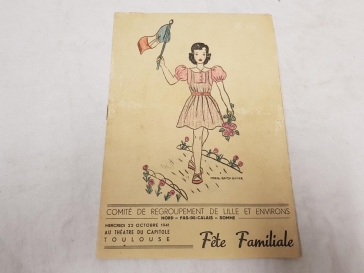 COMITÉ DE REGROUPEMENT DE LILLE ET ENVIRONS
NORD - PAS-DE-CALAIS - SOMME
MERCREDI 22 OCTOBRE 1941
AU THÉATRE DU CAPITOLE
TOULOUSE
Fête Familiale